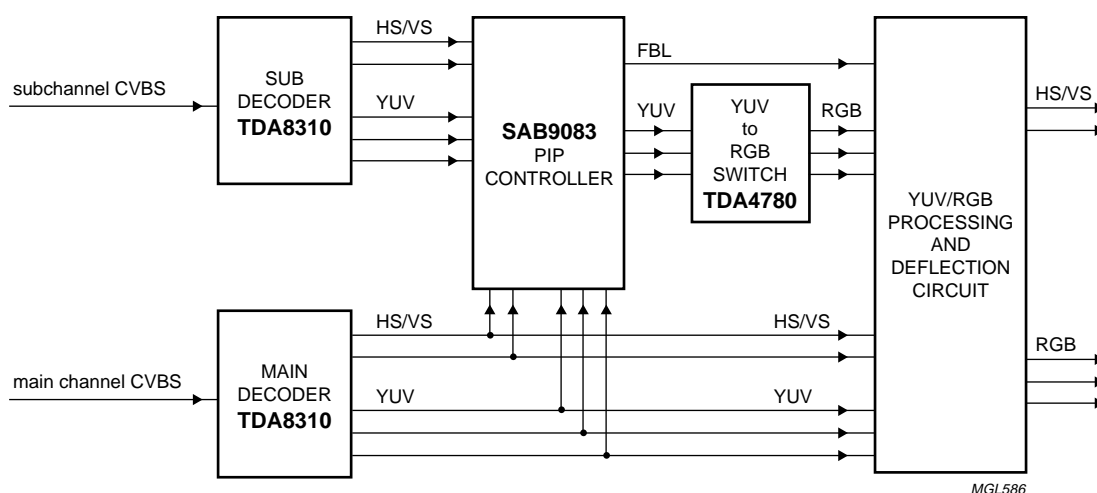 subchannel CVBS
SUB
DECODER
TDA8310
HS/VS
YUV
SAB9083
PIP
CONTROLLER
FBL
YUV
YUV
to
RGB
SWITCH
TDA4780
RGB
YUV/RGB
PROCESSING
AND
DEFLECTION
CIRCUIT
HS/VS
RGB
main channel CVBS
MAIN
DECODER
TDA8310
HS/VS
YUV
HS/VS
YUV
MGL586